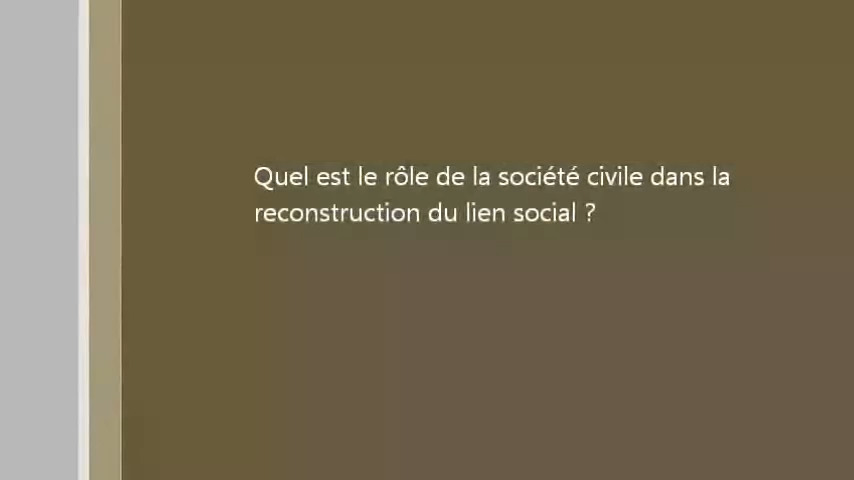 Quel est le rôle de la société civile dans la
reconstruction du lien social ?